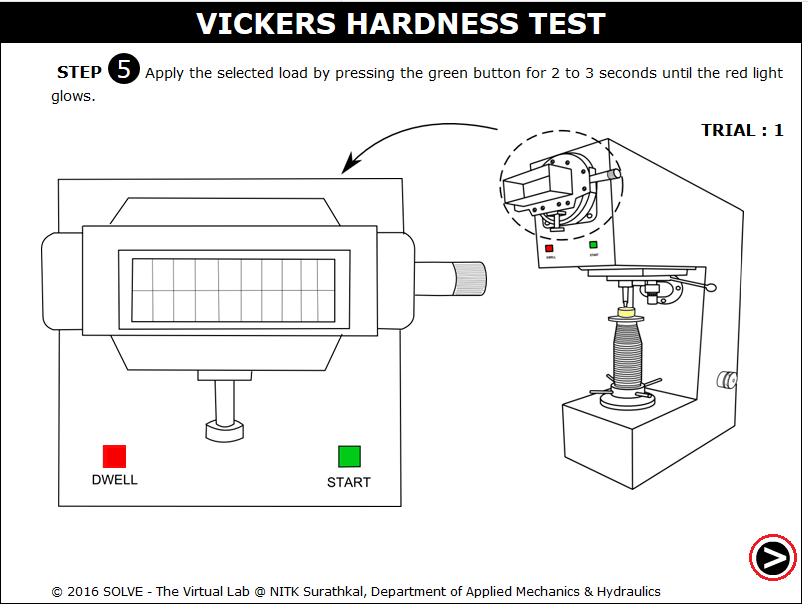 VICKERS HARDNESS TEST
STEP 5 Apply the selected load by pressing the green button for 2 to 3 seconds until the red light
glows.
TRIAL : 1
DWELL
START
DWELL
START
© 2016 SOLVE - The Virtual Lab @ NITK Surathkal, Department of Applied Mechanics & Hydraulics